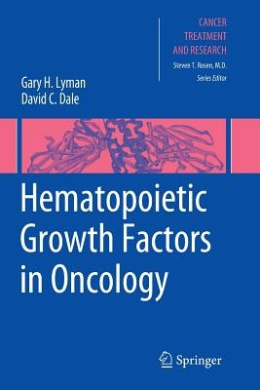 CANCER
TREATMENT
AND RESEARCH
Steven T. Rosen, M.D.
Series Editor
Gary H. Lyman
David C. Dale
Hematopoietic
Growth Factors
in Oncology
Springer